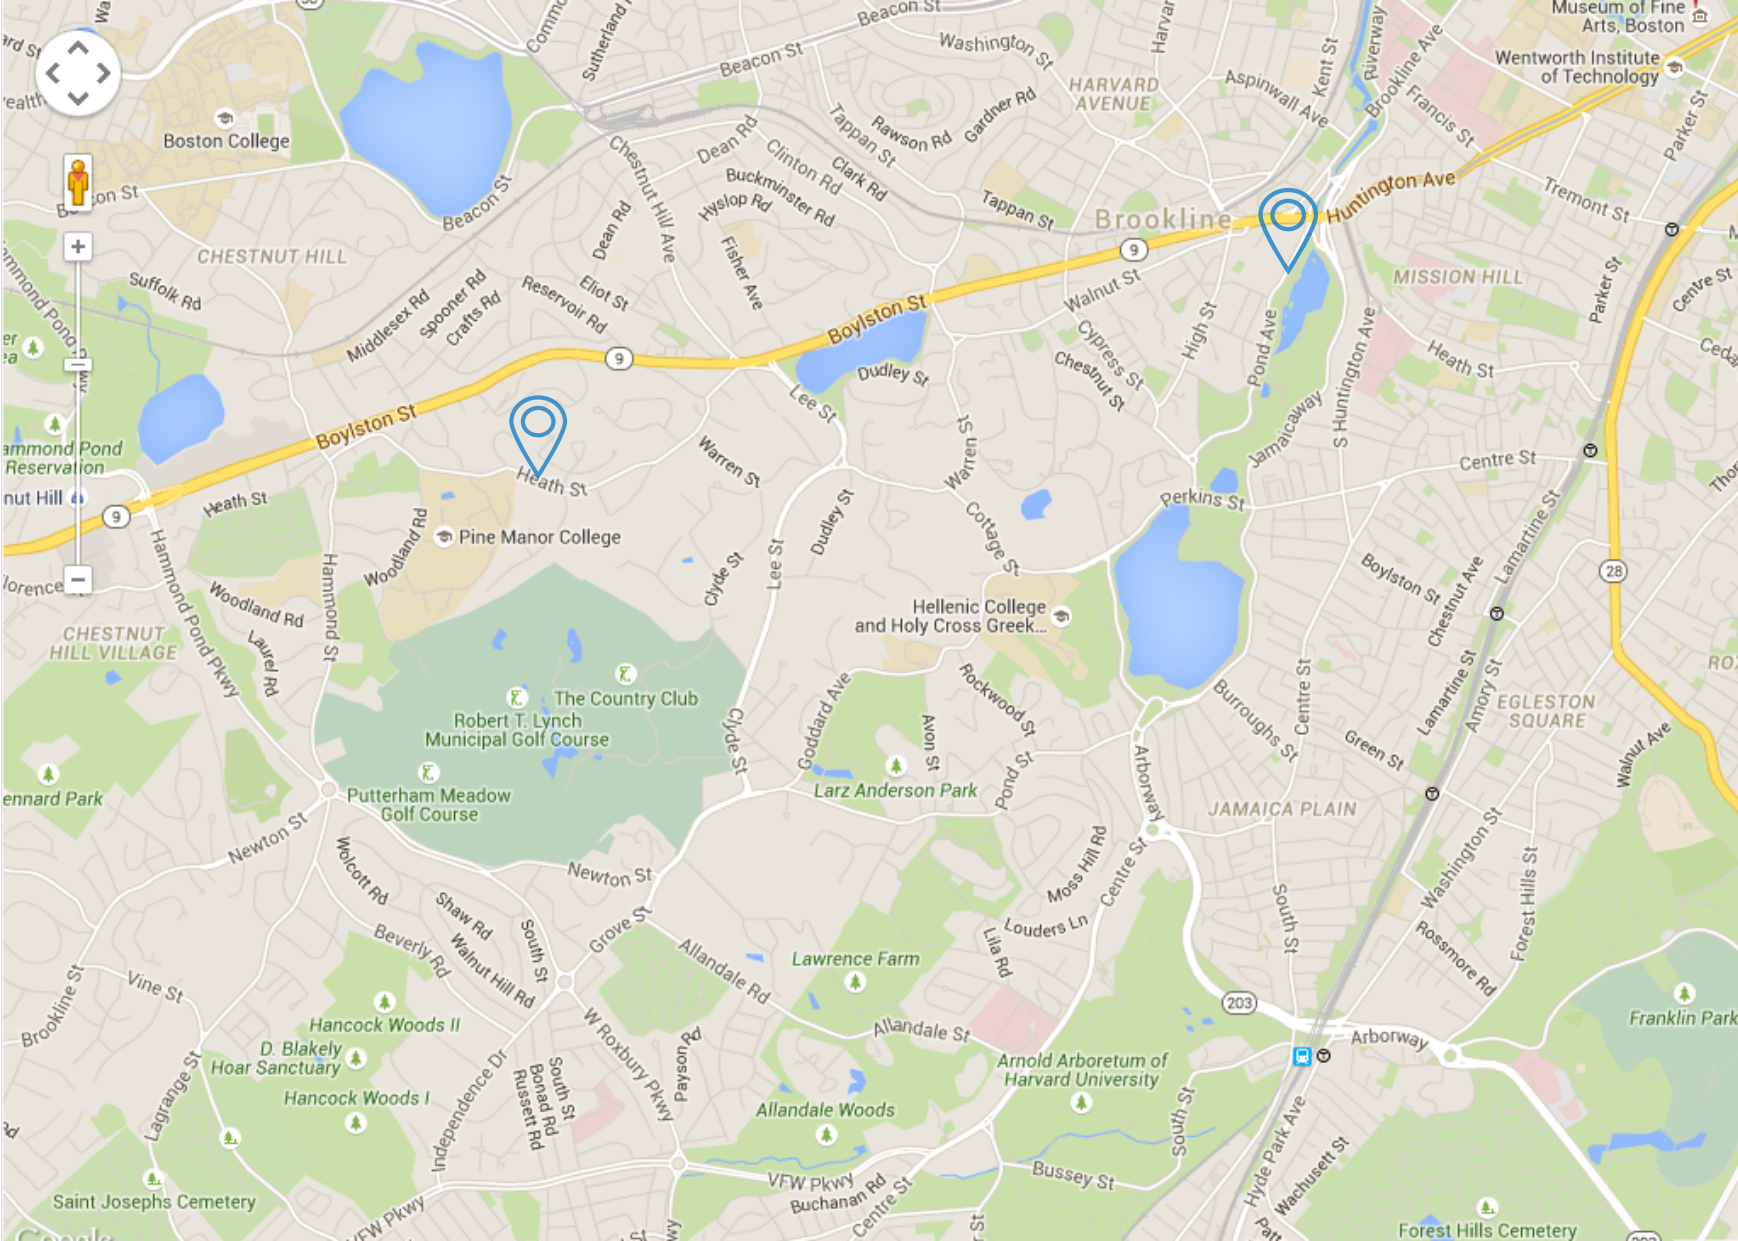 Beacon St
Museum of Fine
Arts, Boston
Washington St
Sutherland
Beacon St
Wentworth Institute
of Technology
HARVARD
AVENUE
Aspinwall Ave
Kent St
Riverway
Brookline Ave
Francis St
Parker St
Boston College
Tappan St
Rawson Rd
Gardner Rd
Dean Rd
Clinton Rd
Clark Rd
Chestnut Hill Ave
Buckminster Rd
Hyslop Rd
Tappan St
Huntington Ave
Tremont St
Beacon St
Brookline
Dean Rd
9
CHESTNUT HILL
Fisher Ave
MISSION HILL
Parker St
Centre St
Suffolk Rd
Middlesex Rd
Spooner Rd
Crafts Rd
Reservoir Rd
Eliot St
Walnut St
High St
Pond Ave
Boylston St
9
Cypress St
Chestnut St
Heath St
S Huntington Ave
Dudley St
Lee St
Jamaicaway
Boylston St
Warren St
Warren St
Reservation
Heath St
Centre St
9
Heath St
Perkins St
Pine Manor College
Woodland Rd
Hammond St
Hammond Pond Pkwy
Dudley St
Cottage St
Lee St
Clyde St
Lamartine St
28
Boylston St
Chestnut Ave
Woodland Rd
Laurel Rd
CHESTNUT
HILL VILLAGE
Hellenic College
and Holy Cross Greek...
The Country Club
Robert T. Lynch
Municipal Golf Course
Clyde St
Goddard Ave
Rockwood St
Avon St
Burroughs St
Centre St
Lamartine St
Amory St
EGLESTON
SQUARE
Green St
Walnut Ave
Putterham Meadow
Golf Course
Larz Anderson Park
Pond St
Arborway
JAMAICA PLAIN
Newton St
Wolcott Rd
Newton St
Moss Hill Rd
Centre St
Washington St
Forest Hills St
Shaw Rd
Walnut Hill Rd
South St
Grove St
Louders Ln
Lila Rd
South St
Rossmore Rd
Beverly Rd
Allandale Rd
Lawrence Farm
Brookline St
Vine St
203
Hancock Woods II
W Roxbury Pkwy
Payson Rd
Allandale St
Arborway
Franklin Park
D. Blakely
Hoar Sanctuary
Arnold Arboretum of
Harvard University
Hancock Woods I
Lagrange St
Independence Dr
South St
Bonad Rd
Russett Rd
Allandale Woods
South St
Hyde Park Ave
Wachusett St
VFW Pkwy
Buchanan Rd
Centre St
Bussey St
Saint Josephs Cemetery
VFW Pkwy
Forest Hills Cemetery
Google